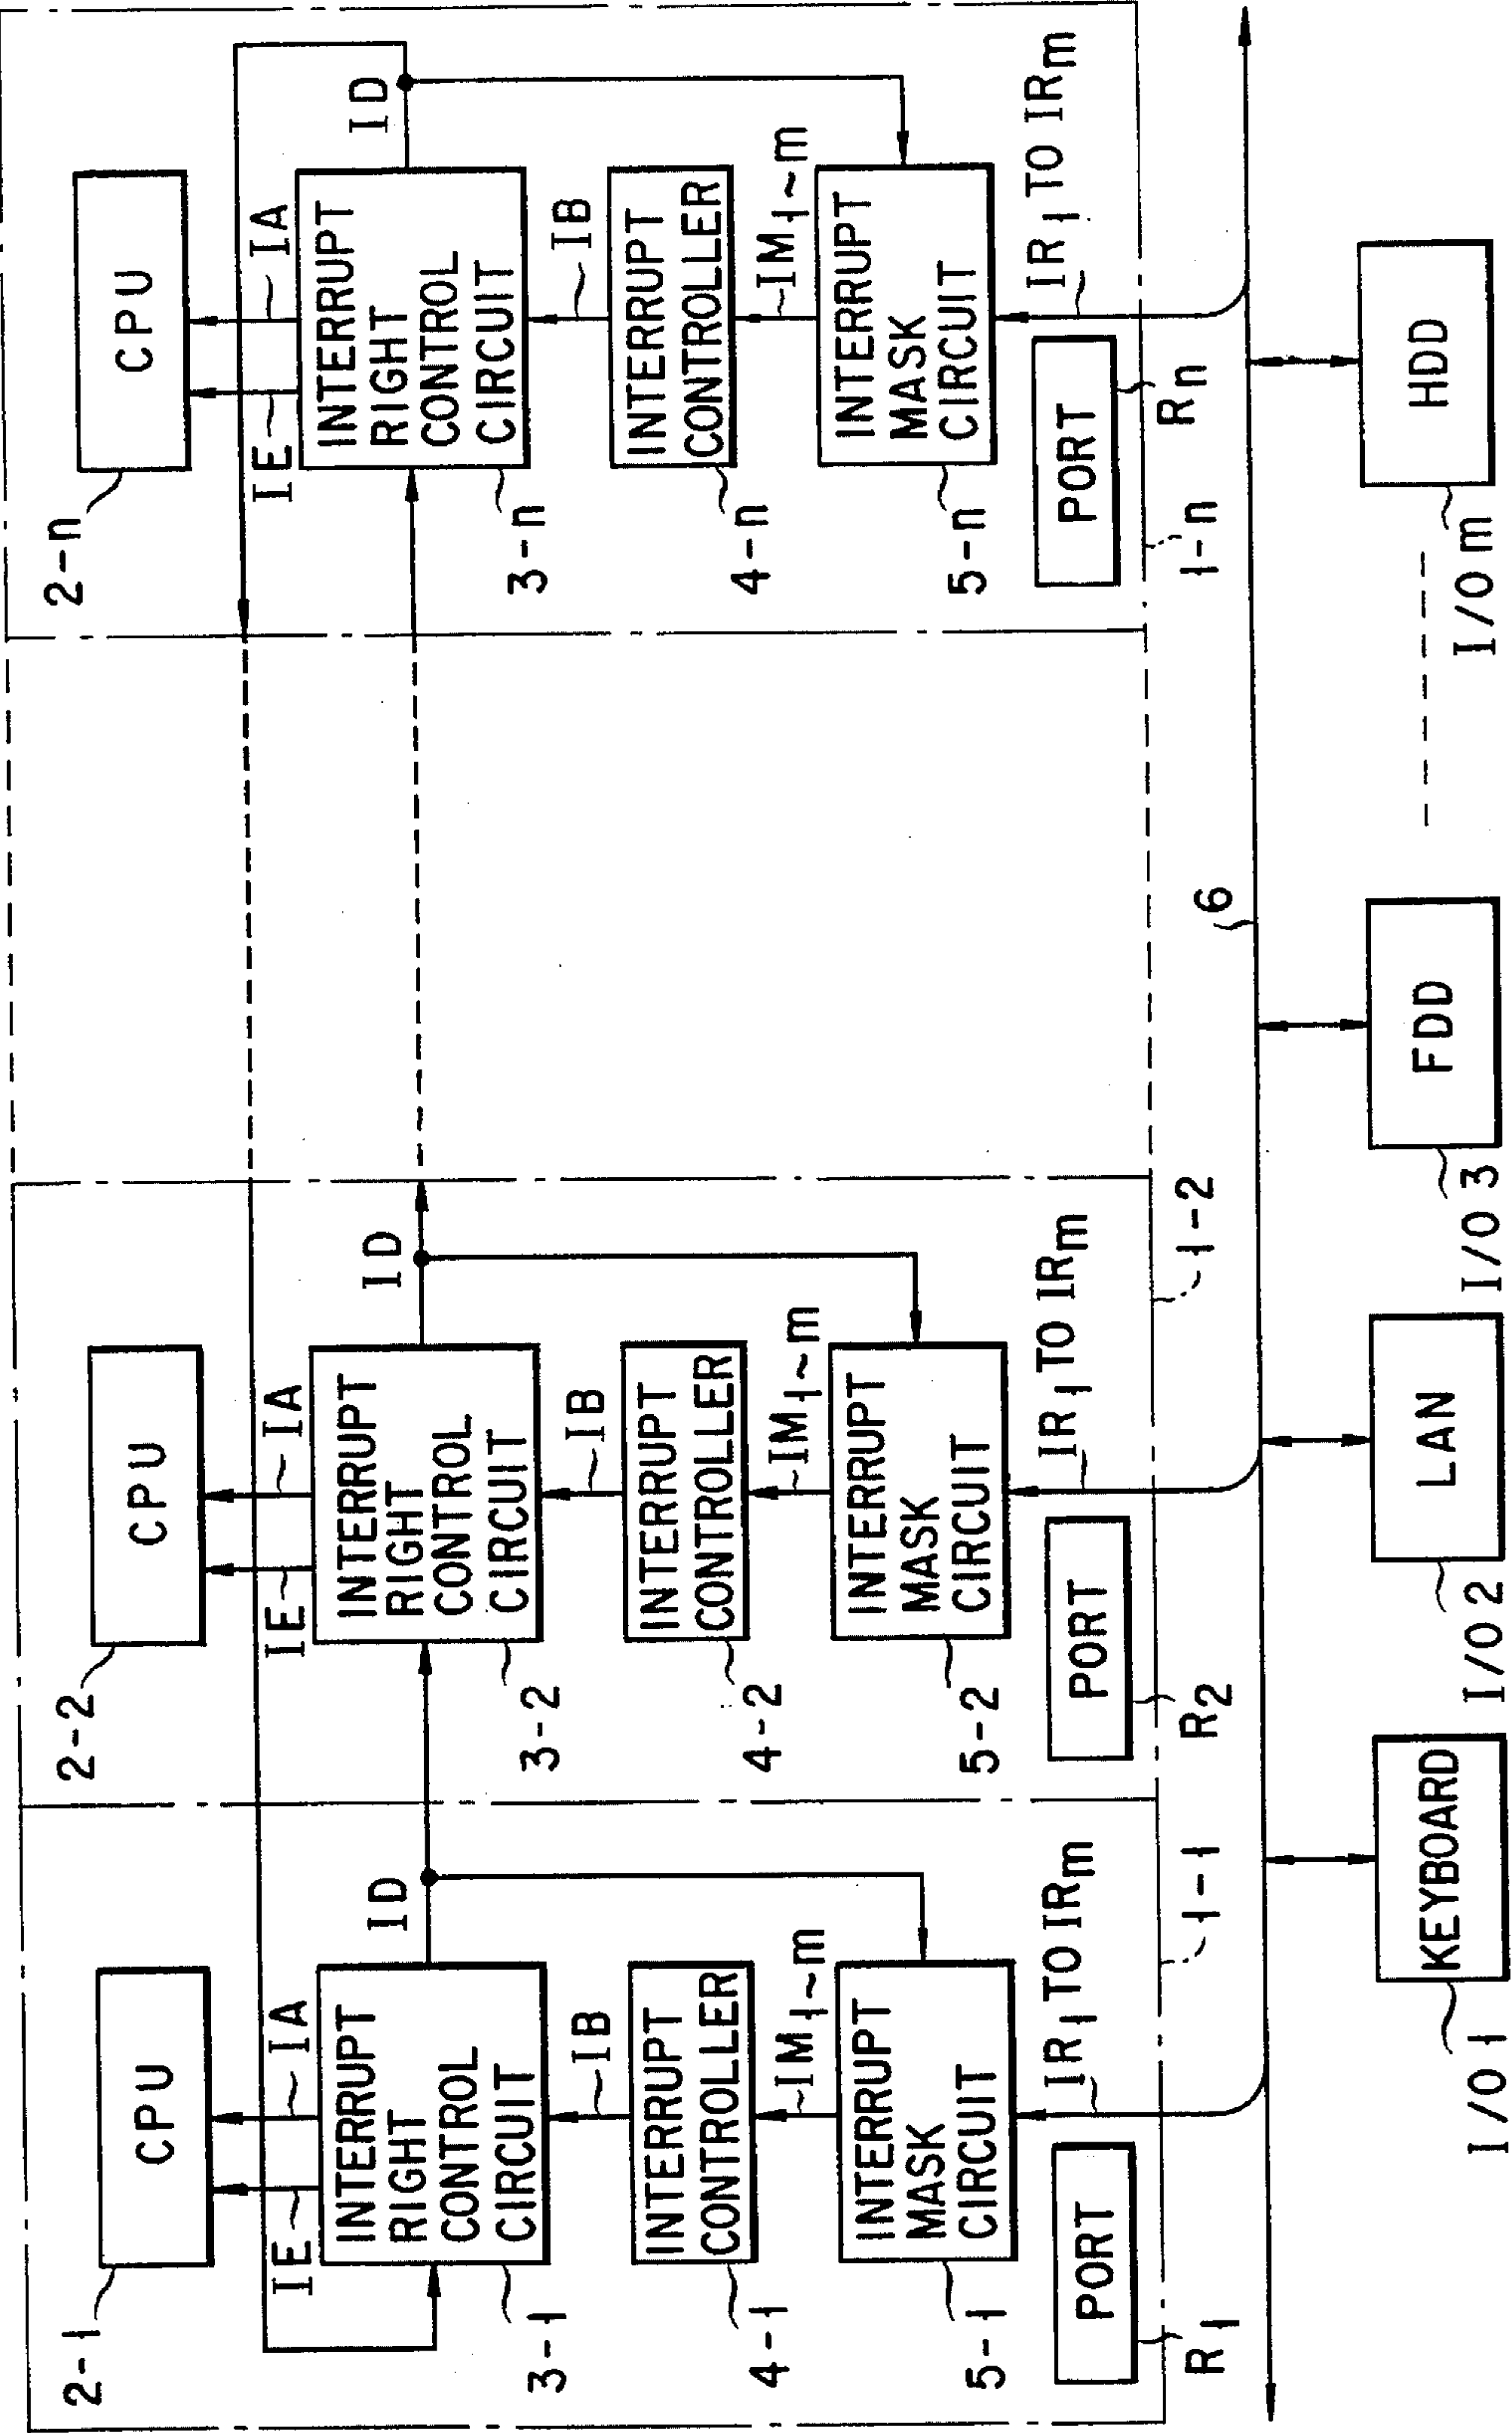 2-1
CPU
IE
IA
INTERRUPT
RIGHT
CONTROL
CIRCUIT
3-1
ID
IB
INTERRUPT
CONTROLLER
4-1
IM1~m
INTERRUPT
MASK
CIRCUIT
5-1
IR1 TO IRm
PORT
R1
1-1
2-2
CPU
IE
IA
INTERRUPT
RIGHT
CONTROL
CIRCUIT
3-2
ID
IB
INTERRUPT
CONTROLLER
4-2
IM1~m
INTERRUPT
MASK
CIRCUIT
5-2
IR1 TO IRm
PORT
R2
1-2
2-n
CPU
IE
IA
INTERRUPT
RIGHT
CONTROL
CIRCUIT
3-n
ID
IB
INTERRUPT
CONTROLLER
4-n
IM1~m
INTERRUPT
MASK
CIRCUIT
5-n
IR1 TO IRm
PORT
Rn
1-n
6
KEYBOARD
I/O 1
LAN
I/O 2
FDD
I/O 3
HDD
I/O m